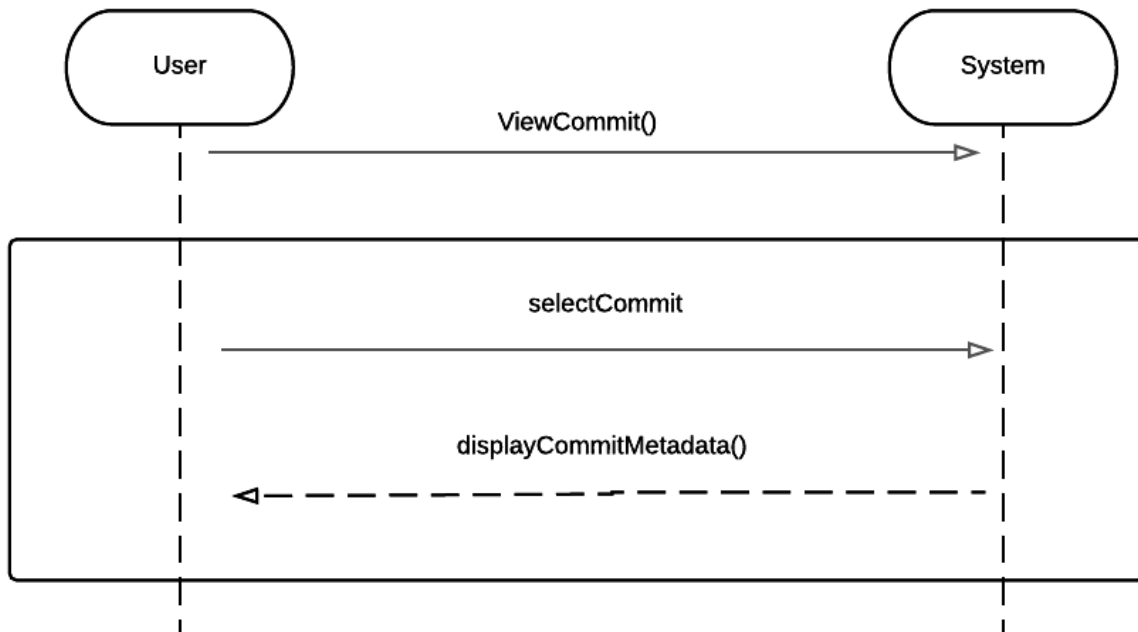 User
System
ViewCommit()
selectCommit
displayCommitMetadata()